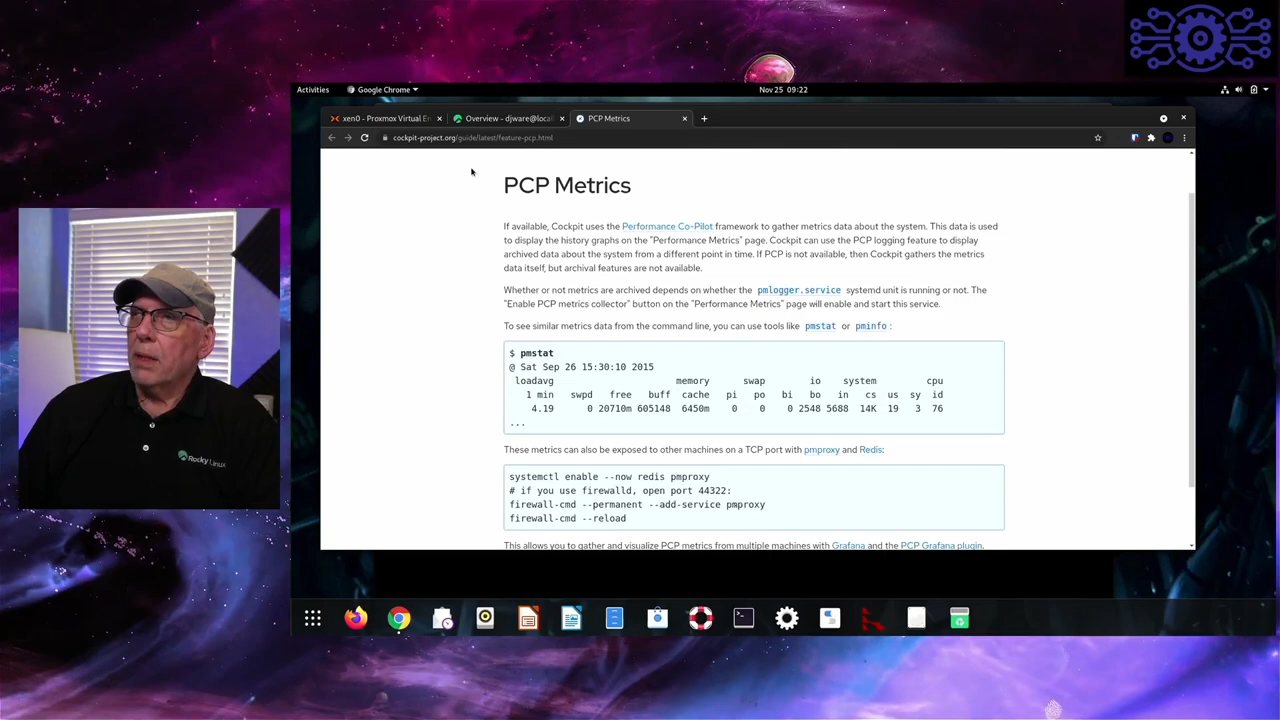 Activities
Google Chrome
Nov 25 09:22
xen0 - Proxmox Virtual En
Overview - djware@local
PCP Metrics
cockpit-project.org/guide/latest/feature-pcp.html
PCP Metrics
If available, Cockpit uses the Performance Co-Pilot framework to gather metrics data about the system. This data is used
to display the history graphs on the "Performance Metrics" page. Cockpit can use the PCP logging feature to display
archived data about the system from a different point in time. If PCP is not available, then Cockpit gathers the metrics
data itself, but archival features are not available.
Whether or not metrics are archived depends on whether the pmlogger.service systemd unit is running or not. The
"Enable PCP metrics collector" button on the "Performance Metrics" page will enable and start this service.
To see similar metrics data from the command line, you can use tools like pmstat or pminfo :
$ pmstat
@ Sat Sep 26 15:30:10 2015
loadavg memory swap io system cpu
1 min swpd free buff cache pi po bi bo in cs us sy id
4.19 0 20710m 605148 6450m 0 0 0 2548 5688 14K 19 3 76
...
These metrics can also be exposed to other machines on a TCP port with pmproxy and Redis:
systemctl enable --now redis pmproxy
# if you use firewalld, open port 44322:
firewall-cmd --permanent --add-service pmproxy
firewall-cmd --reload
This allows you to gather and visualize PCP metrics from multiple machines with Grafana and the PCP Grafana plugin.
Rocky Linux